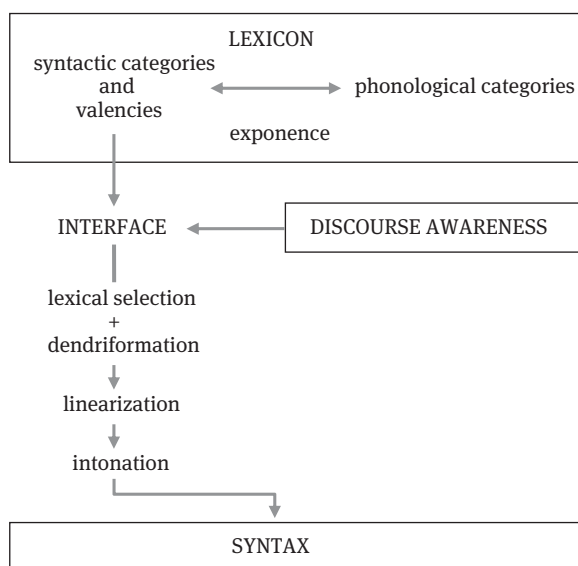 LEXICON
syntactic categories
and
valencies
phonological categories
exponence
INTERFACE
DISCOURSE AWARENESS
lexical selection
+
dendriformation
linearization
intonation
SYNTAX